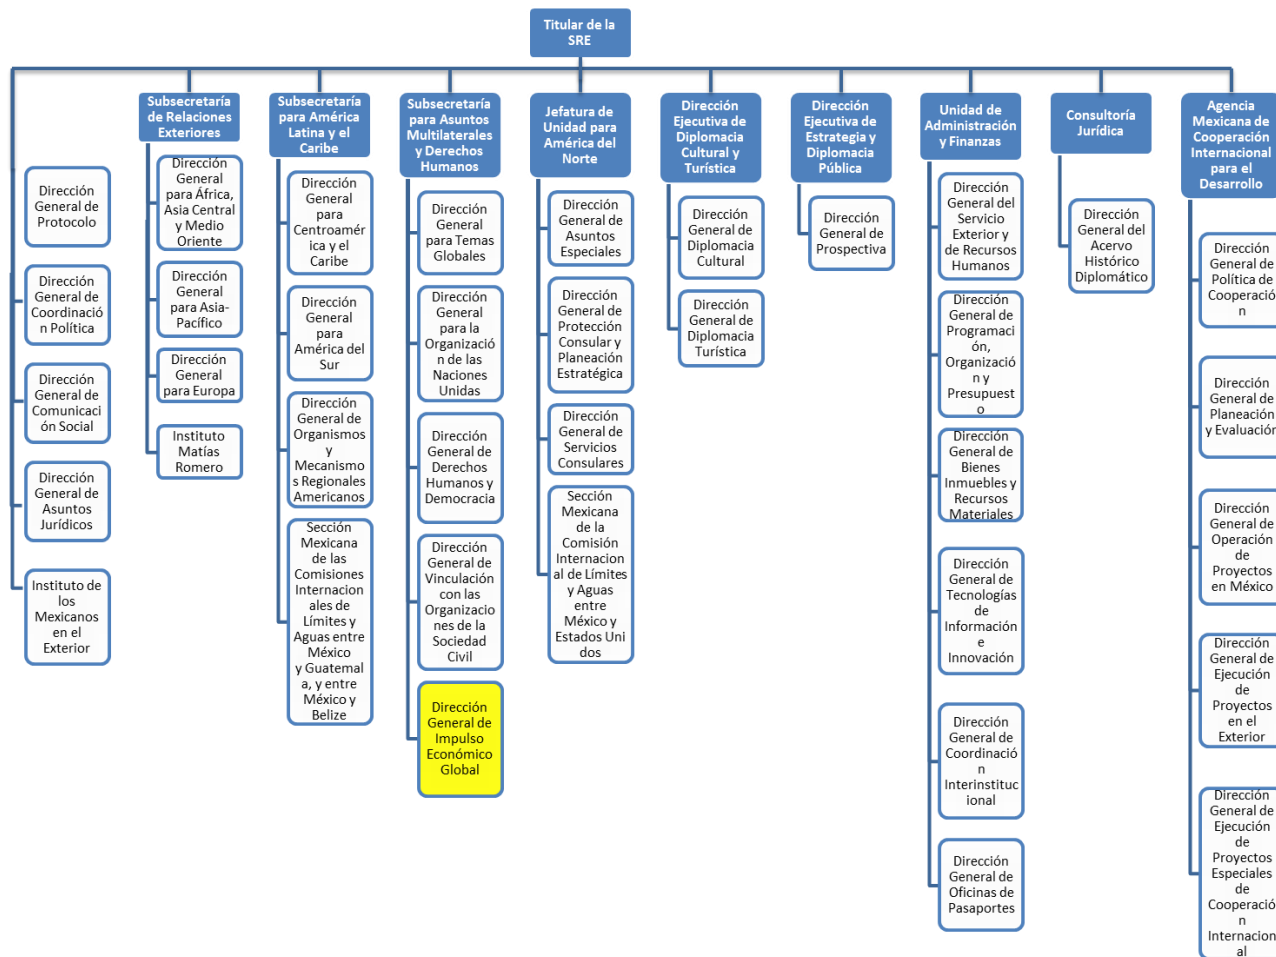 Titular de la
SRE
Dirección
General de
Protocolo
Dirección
General de
Coordinació
n Política
Dirección
General de
Comunicaci
ón Social
Dirección
General de
Asuntos
Jurídicos
Instituto de
los
Mexicanos
en el
Exterior
Subsecretaría
de Relaciones
Exteriores
Dirección
General
para África,
Asia Central
y Medio
Oriente
Dirección
General
para Asia-
Pacífico
Dirección
General
para Europa
Instituto
Matías
Romero
Subsecretaría
para América
Latina y el
Caribe
Dirección
General
para
Centroamér
ica y el
Caribe
Dirección
General
para
América del
Sur
Dirección
General de
Organismos
y
Mecanismo
s Regionales
Americanos
Sección
Mexicana
de las
Comisiones
Internacion
ales de
Límites y
Aguas entre
México
y Guatemal
a, y entre
México y
Belize
Subsecretaría
para Asuntos
Multilaterales
y Derechos
Humanos
Dirección
General
para Temas
Globales
Dirección
General
para la
Organizació
n de las
Naciones
Unidas
Dirección
General de
Derechos
Humanos y
Democracia
Dirección
General de
Vinculación
con las
Organizacio
nes de la
Sociedad
Civil
Dirección
General de
Impulso
Económico
Global
Jefatura de
Unidad para
América del
Norte
Dirección
General de
Asuntos
Especiales
Dirección
General de
Protección
Consular y
Planeación
Estratégica
Dirección
General de
Servicios
Consulares
Sección
Mexicana
de la
Comisión
Internacion
al de Límites
y Aguas
entre
México y
Estados Uni
dos
Dirección
Ejecutiva de
Diplomacia
Cultural y
Turística
Dirección
General de
Diplomacia
Cultural
Dirección
General de
Diplomacia
Turística
Dirección
Ejecutiva de
Estrategia y
Diplomacia
Pública
Dirección
General de
Prospectiva
Unidad de
Administración
y Finanzas
Dirección
General del
Servicio
Exterior y
de Recursos
Humanos
Dirección
General de
Programaci
ón,
Organizació
n y
Presupuest
o
Dirección
General de
Bienes
Inmuebles y
Recursos
Materiales
Dirección
General de
Tecnologías
de
Información
e
Innovación
Dirección
General de
Coordinació
n
Interinstituc
ional
Dirección
General de
Oficinas de
Pasaportes
Consultoría
Jurídica
Dirección
General del
Acervo
Histórico
Diplomático
Agencia
Mexicana de
Cooperación
Internacional
para el
Desarrollo
Dirección
General de
Política de
Cooperació
n
Dirección
General de
Planeación
y Evaluación
Dirección
General de
Operación
de
Proyectos
en México
Dirección
General de
Ejecución
de
Proyectos
en el
Exterior
Dirección
General de
Ejecución
de
Proyectos
Especiales
de
Cooperació
n
Internacion
al